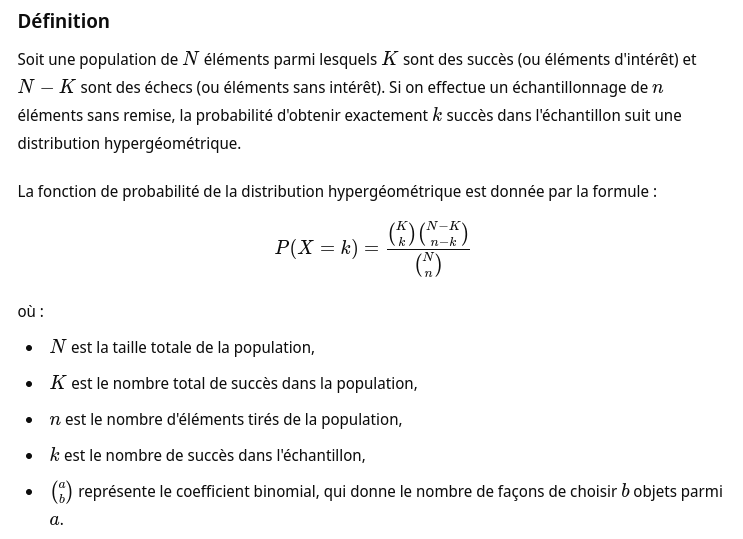 Définition
Soit une population de N éléments parmi lesquels K sont des succès (ou éléments d'intérêt) et
N − K sont des échecs (ou éléments sans intérêt). Si on effectue un échantillonnage de n
éléments sans remise, la probabilité d'obtenir exactement k succès dans l'échantillon suit une
distribution hypergéométrique.
La fonction de probabilité de la distribution hypergéométrique est donnée par la formule :
P(X = k) = \frac{\binom{K}{k}\binom{N-K}{n-k}}{\binom{N}{n}}
où :
• N est la taille totale de la population,
• K est le nombre total de succès dans la population,
• n est le nombre d'éléments tirés de la population,
• k est le nombre de succès dans l'échantillon,
• \binom{a}{b} représente le coefficient binomial, qui donne le nombre de façons de choisir b objets parmi
a.